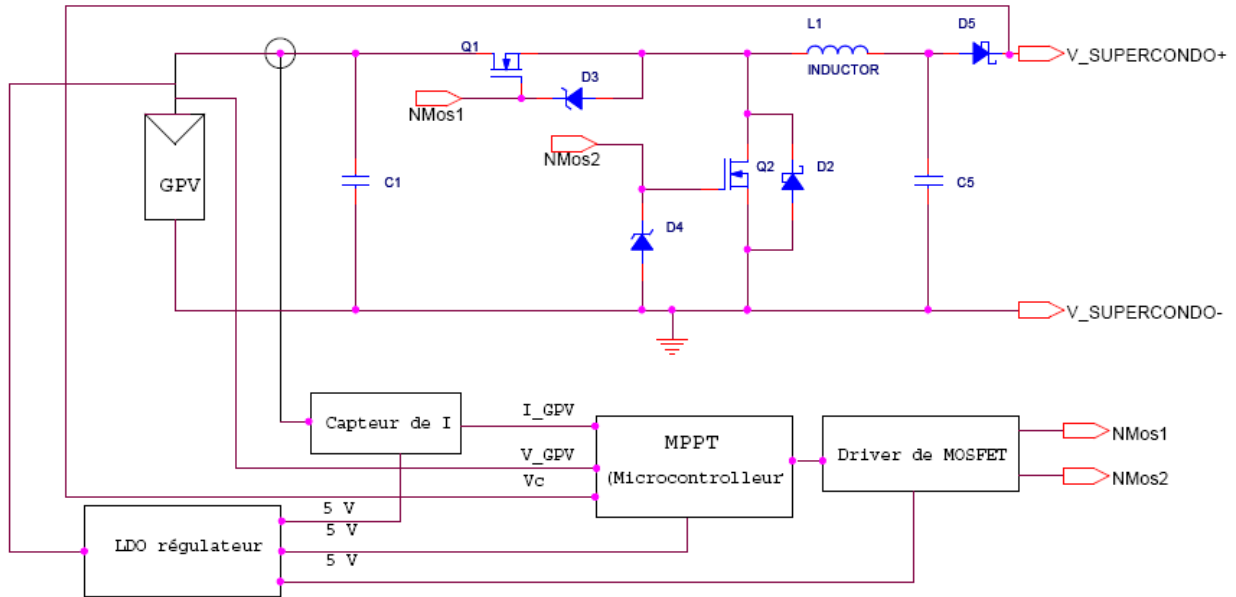 L1
D5
Q1
V_SUPERCONDO+
INDUCTOR
D3
NMos1
NMos2
GPV
C1
Q2
D2
C5
D4
V_SUPERCONDO-
I_GPV
Capteur de I
MPPT
NMos1
V_GPV
Driver de MOSFET
(Microcontrolleur
Vc
NMos2
5 V
5 V
LDO régulateur
5 V